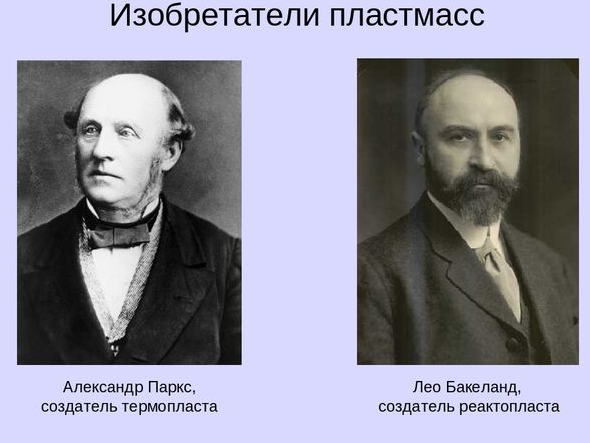 Изобретатели пластмасс
Александр Паркс,
создатель термопласта
Лео Бакеланд,
создатель реактопласта